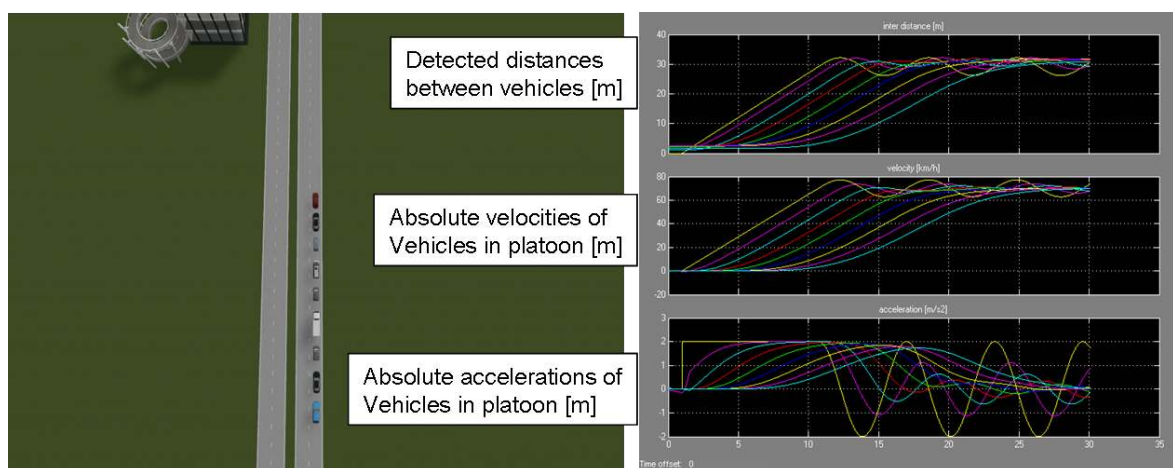 Detected distances
between vehicles [m]
Absolute velocities of
Vehicles in platoon [m]
Absolute accelerations of
Vehicles in platoon [m]
inter distance [m]
40
30
20
10
0
velocity [km/h]
80
60
40
20
0
-20
acceleration [m/s2]
3
2
1
0
-1
-2
0 5 10 15 20 25 30 35
Time offset: 0